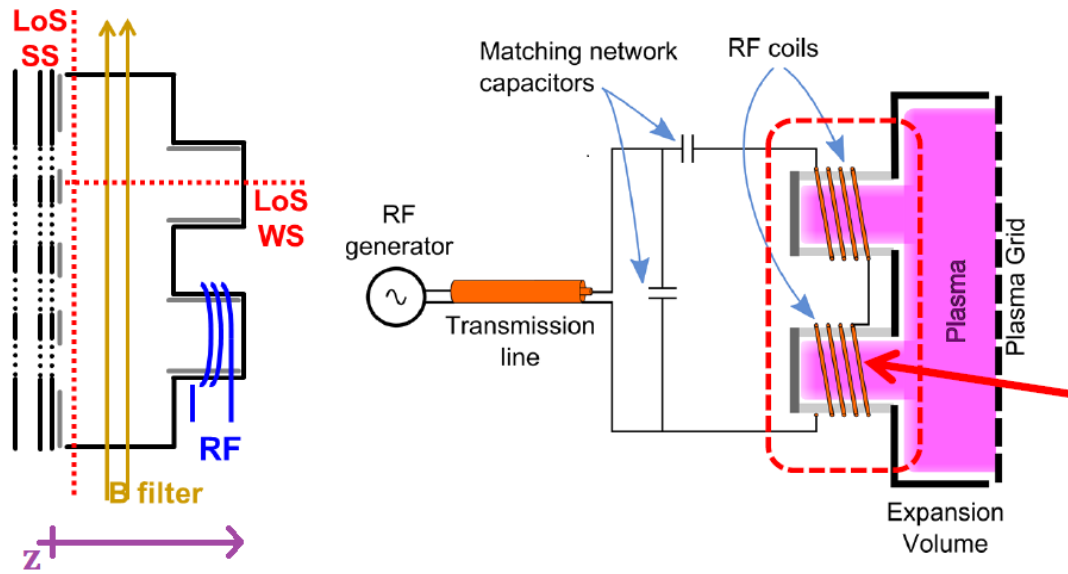 LoS
SS
LoS
WS
RF
B filter
z
Matching network
capacitors
RF coils
RF
generator
~
Transmission
line
Plasma
Plasma Grid
Expansion
Volume